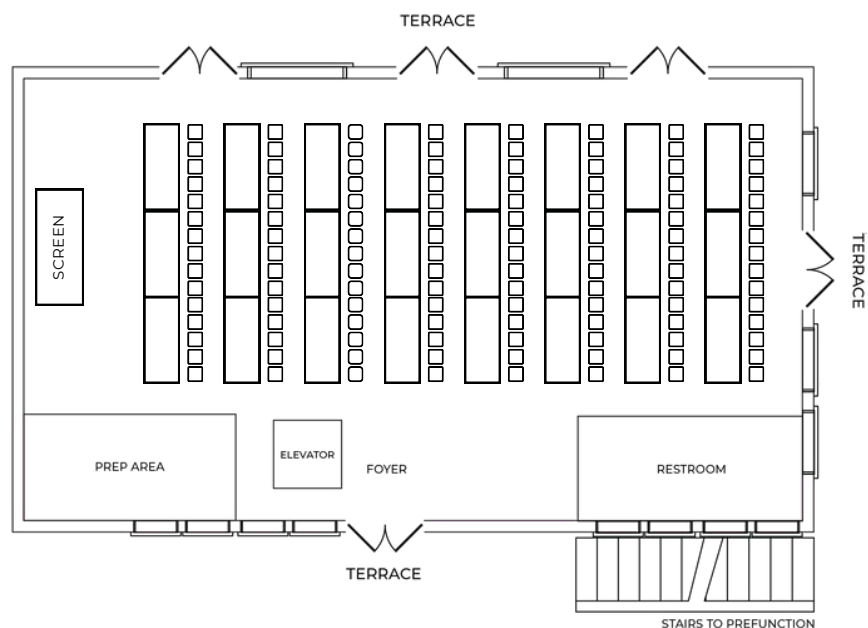 TERRACE
SCREEN
TERRACE
PREP AREA
ELEVATOR
FOYER
RESTROOM
TERRACE
STAIRS TO PREFUNCTION